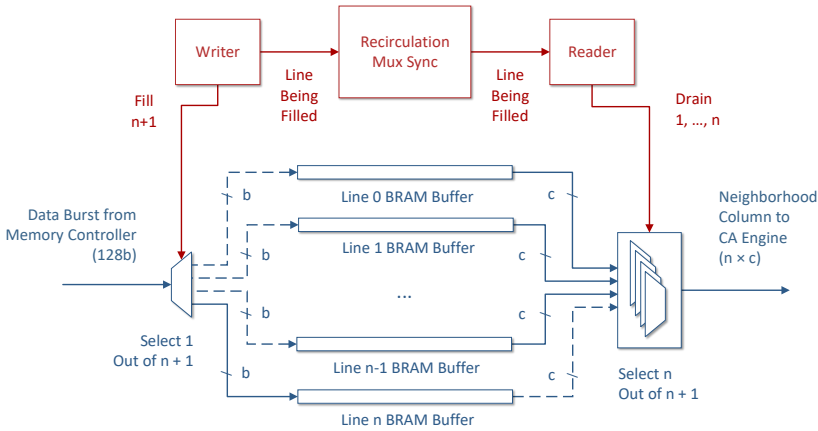 Writer
Recirculation
Mux Sync
Reader
Line
Being
Filled
Line
Being
Filled
Fill
n+1
Drain
1, ..., n
b
c
Line 0 BRAM Buffer
Data Burst from
Memory Controller
(128b)
Neighborhood
Column to
CA Engine
(n × c)
b
c
Line 1 BRAM Buffer
...
b
c
Line n-1 BRAM Buffer
Select 1
Out of n + 1
b
c
Line n BRAM Buffer
Select n
Out of n + 1